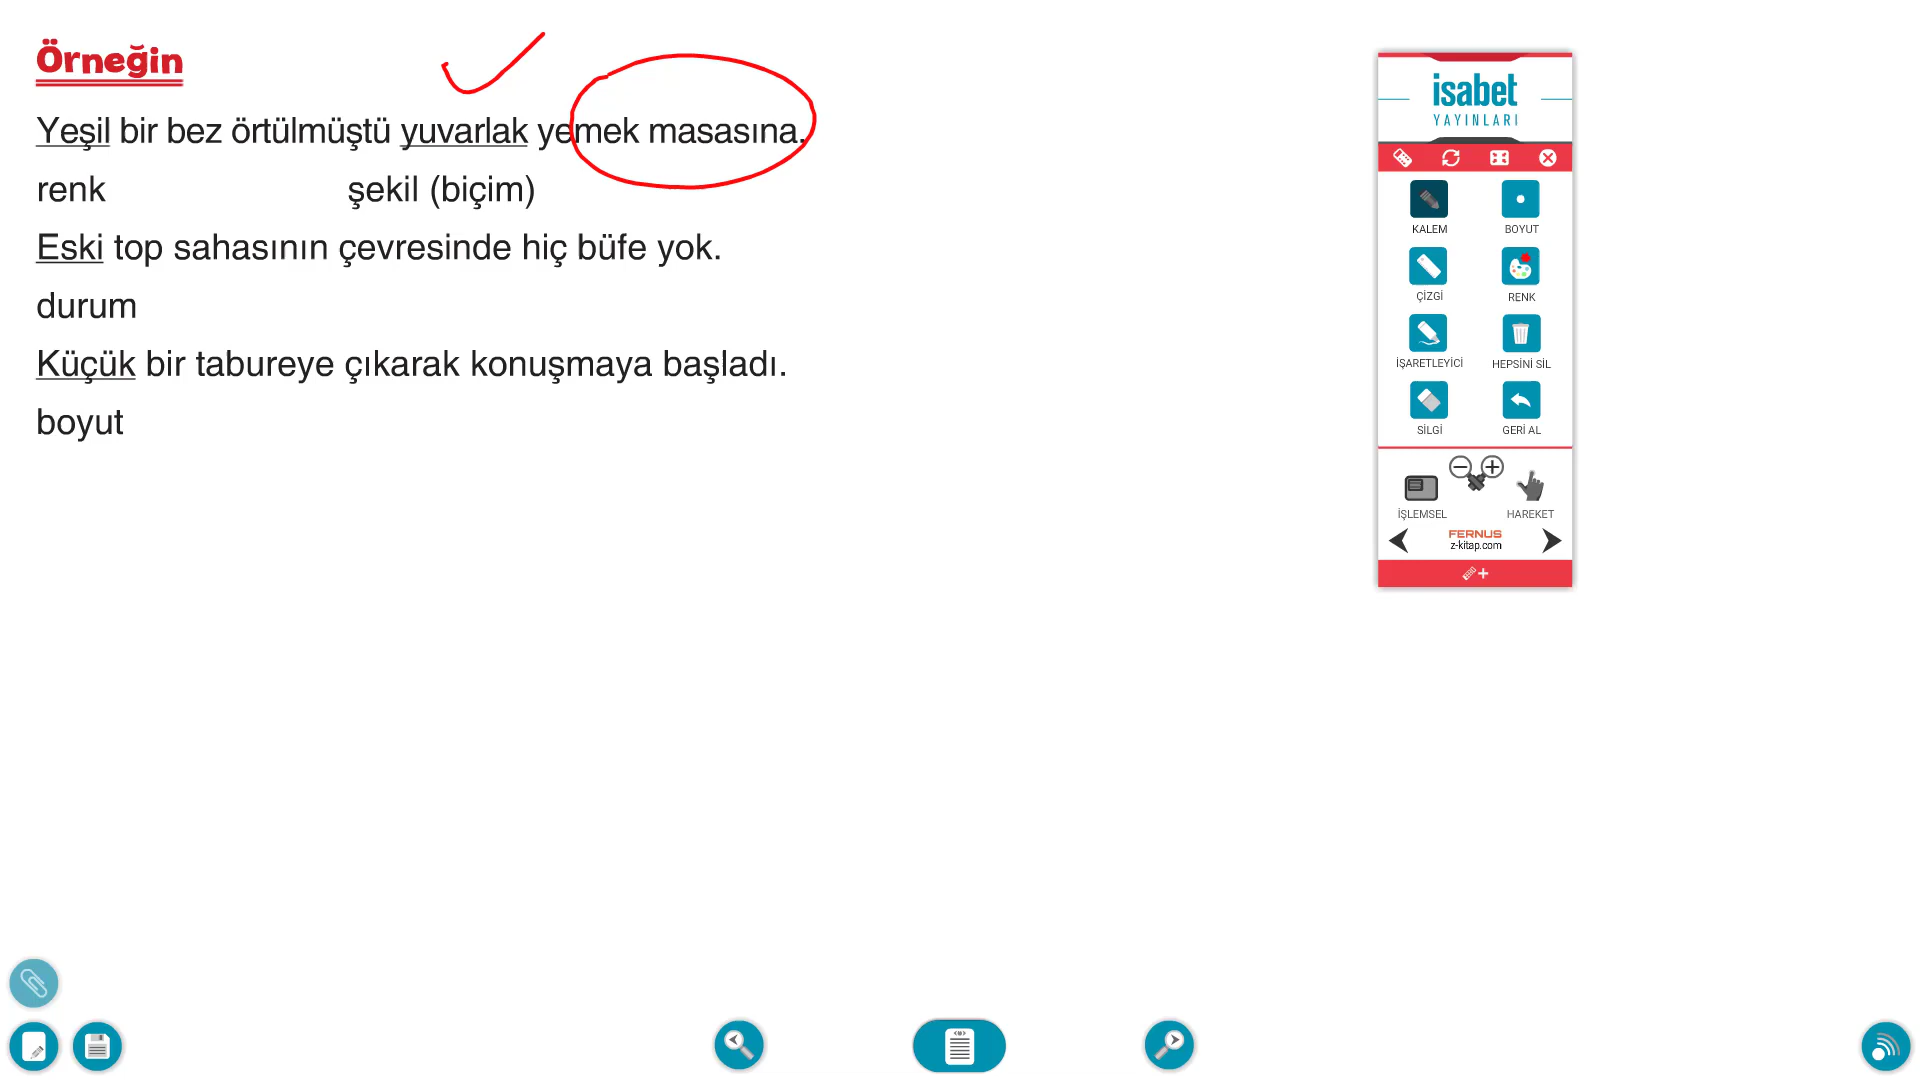 Örneğin
Yeşil bir bez örtülmüştü yuvarlak yemek masasına.
renk şekil (biçim)
Eski top sahasının çevresinde hiç büfe yok.
durum
Küçük bir tabureye çıkarak konuşmaya başladı.
boyut
isabet
YAYINLARI
KALEM BOYUT
ÇİZGİ RENK
İŞARETLEYİCİ HEPSİNİ SİL
SİLGİ GERİ AL
İŞLEMSEL HAREKET
FERNUS
z-kitap.com